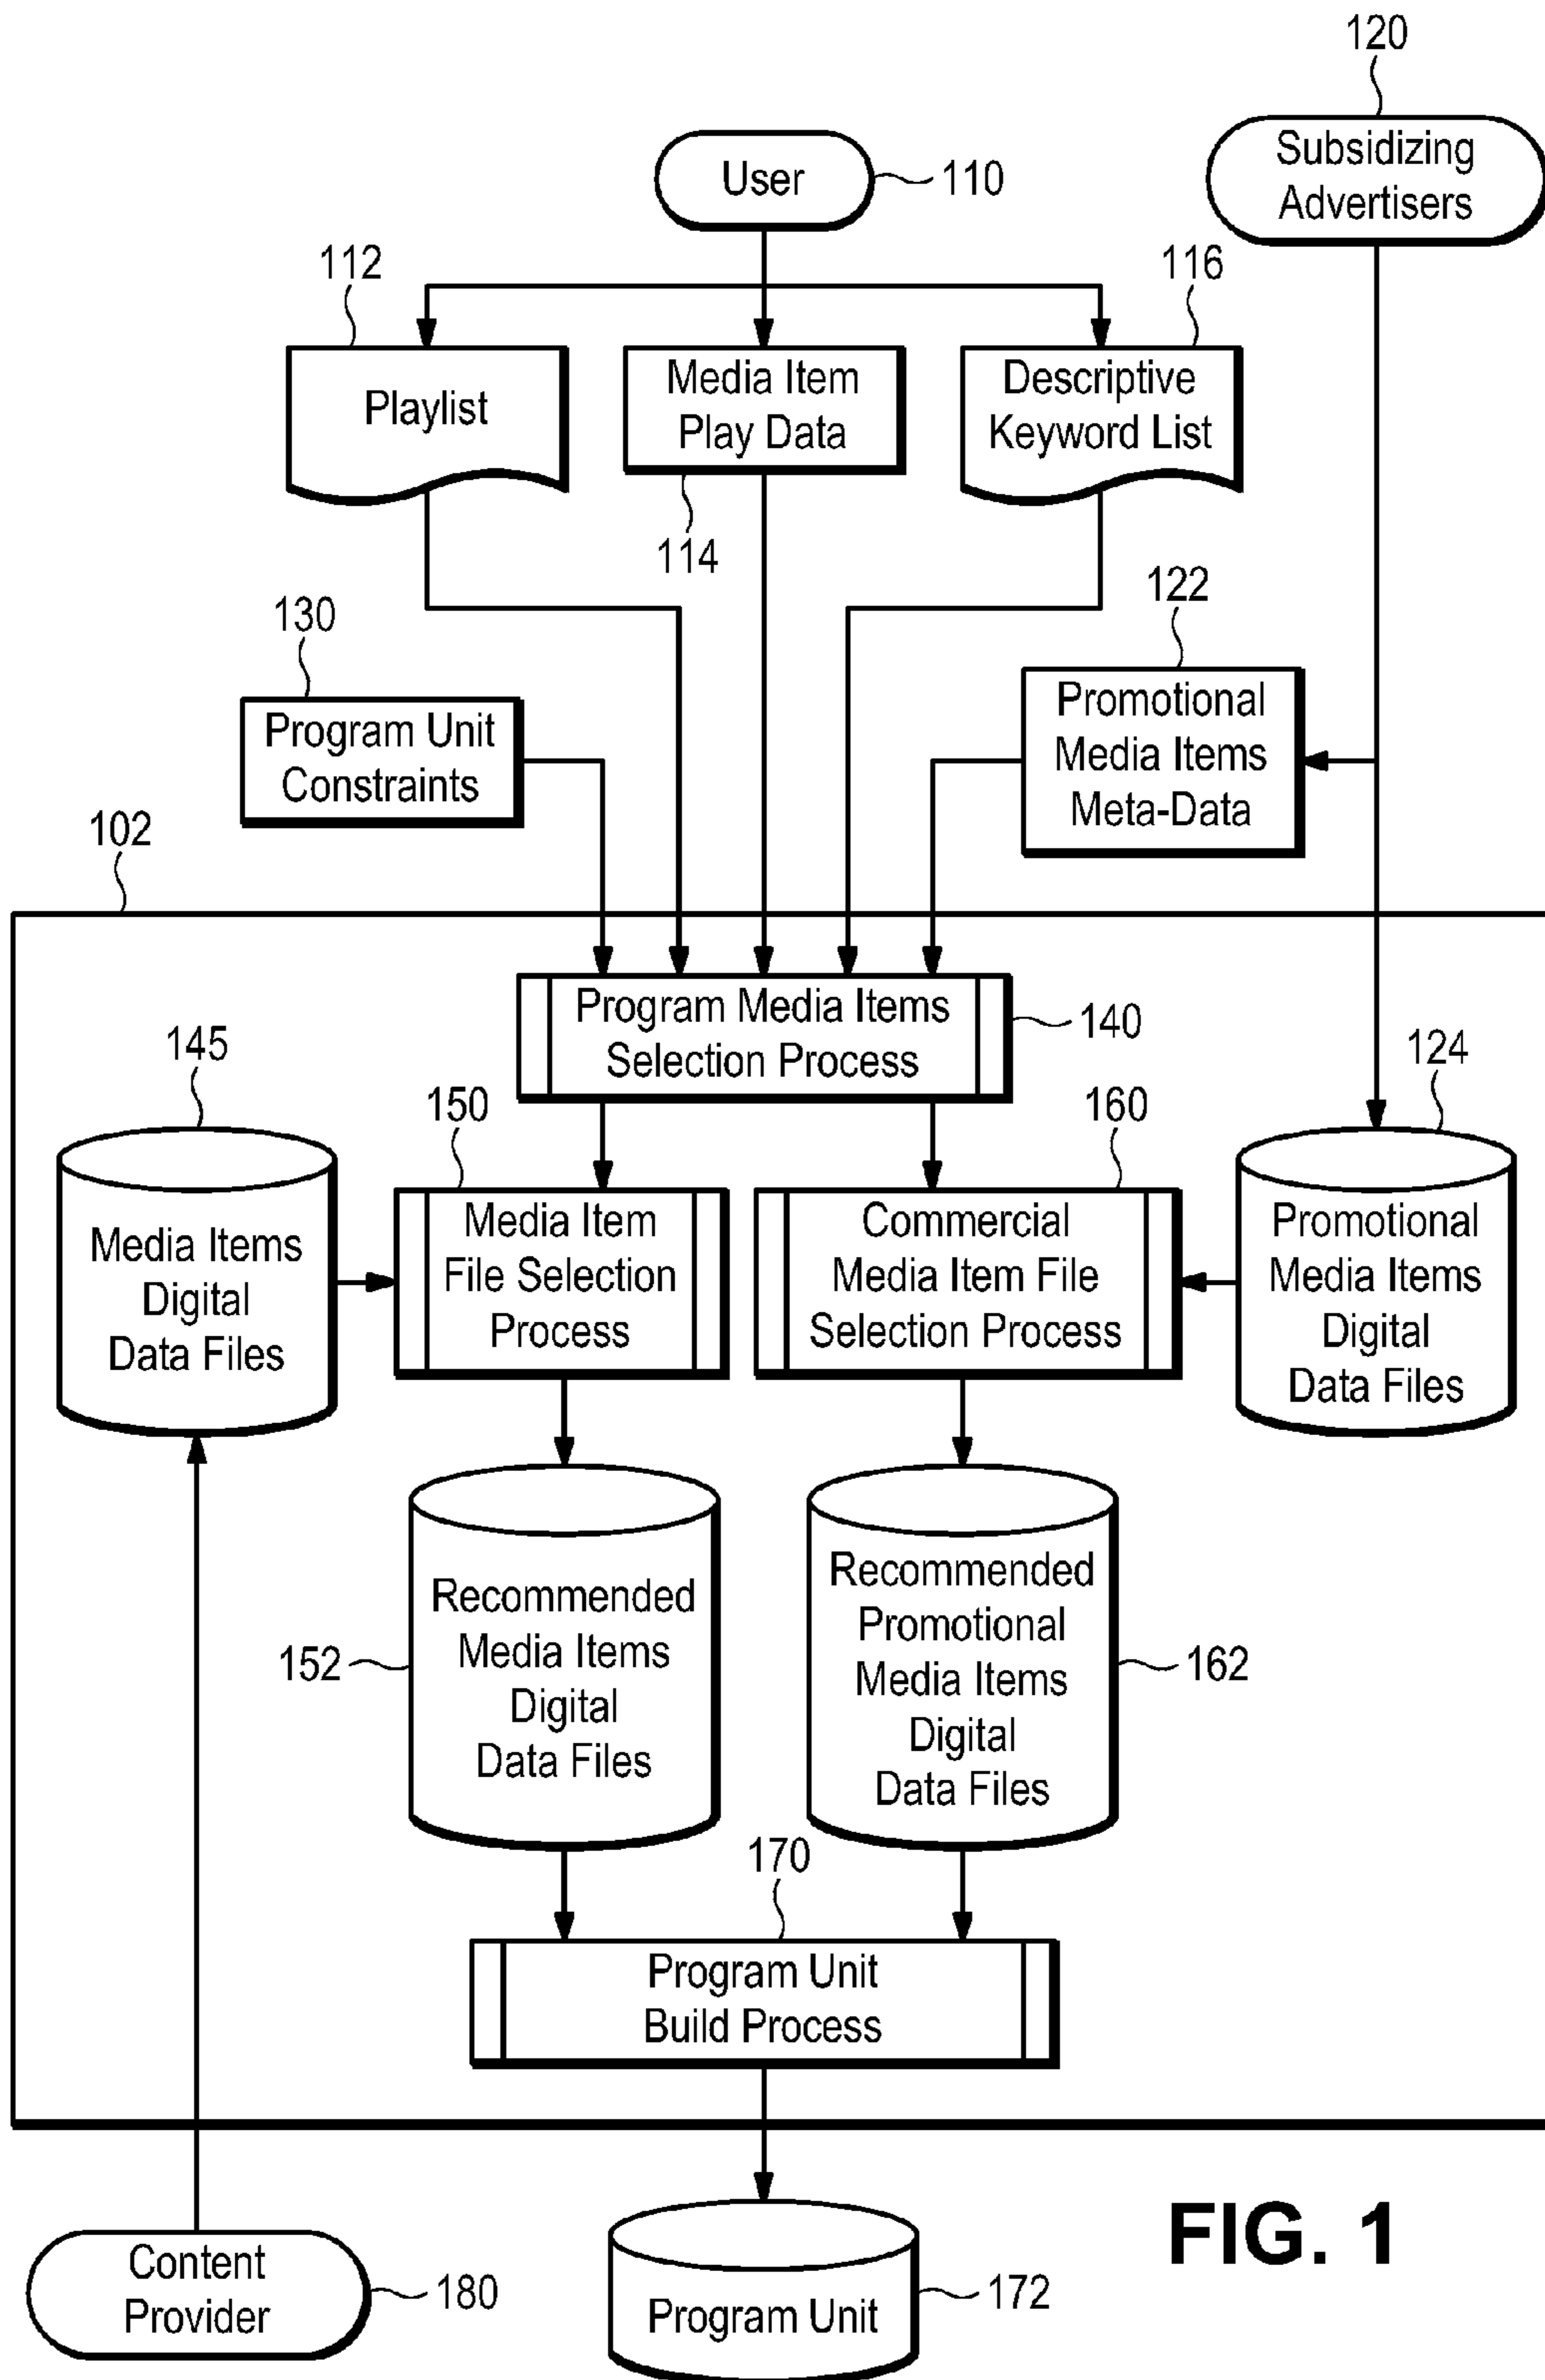 120
Subsidizing
Advertisers
User
110
112
116
Playlist
Media Item
Play Data
Descriptive
Keyword List
114
122
130
Program Unit
Constraints
Promotional
Media Items
Meta-Data
102
Program Media Items
Selection Process
140
145
124
150
160
Media Items
Digital
Data Files
Media Item
File Selection
Process
Commercial
Media Item File
Selection Process
Promotional
Media Items
Digital
Data Files
Recommended
Media Items
Digital
Data Files
152
Recommended
Promotional
Media Items
Digital
Data Files
162
170
Program Unit
Build Process
FIG. 1
Content
Provider
180
Program Unit
172